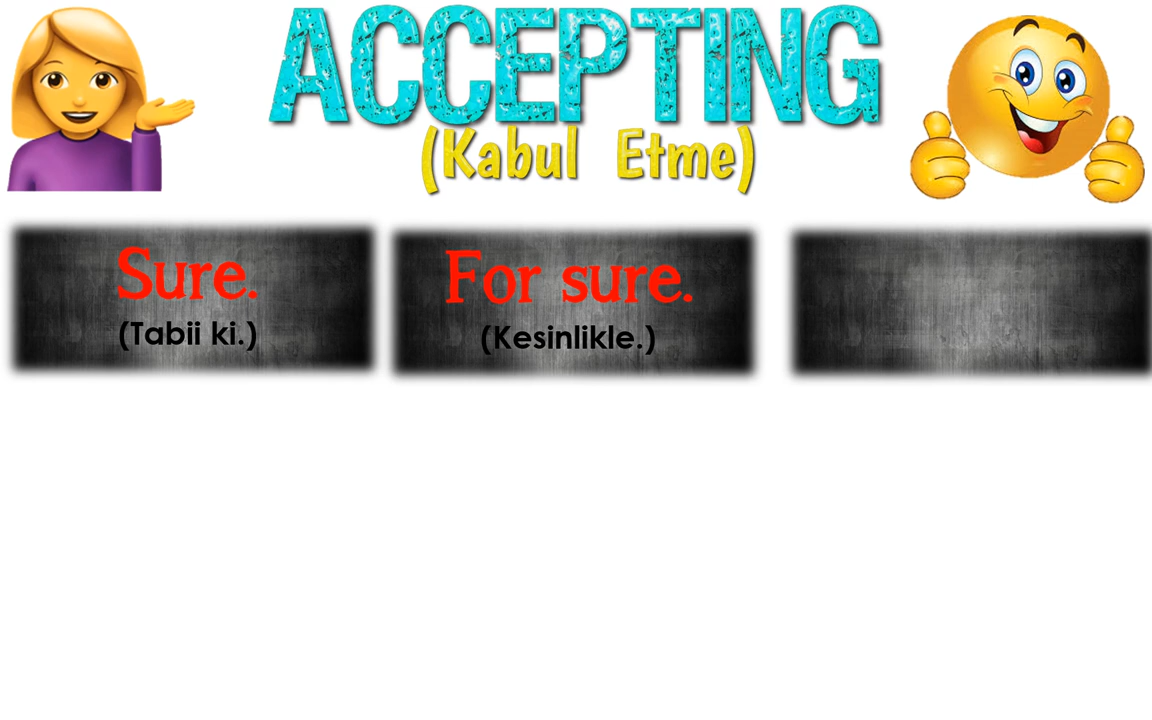 ACCEPTING
(Kabul Etme)
Sure.
(Tabii ki.)
For sure.
(Kesinlikle.)